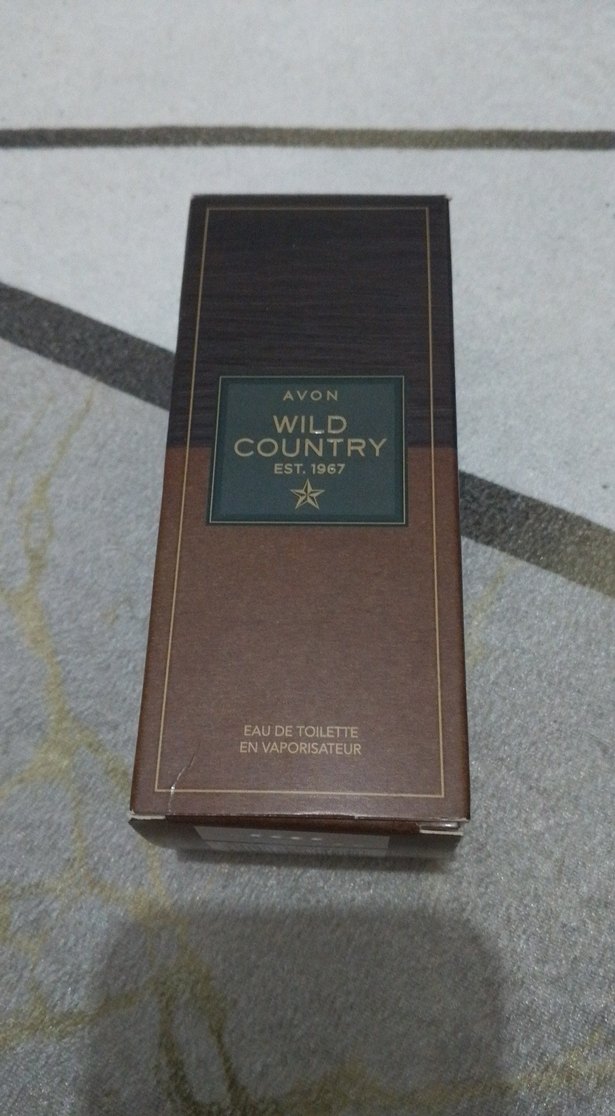 AVON
WILD
COUNTRY
EST. 1967
EAU DE TOILETTE
EN VAPORISATEUR